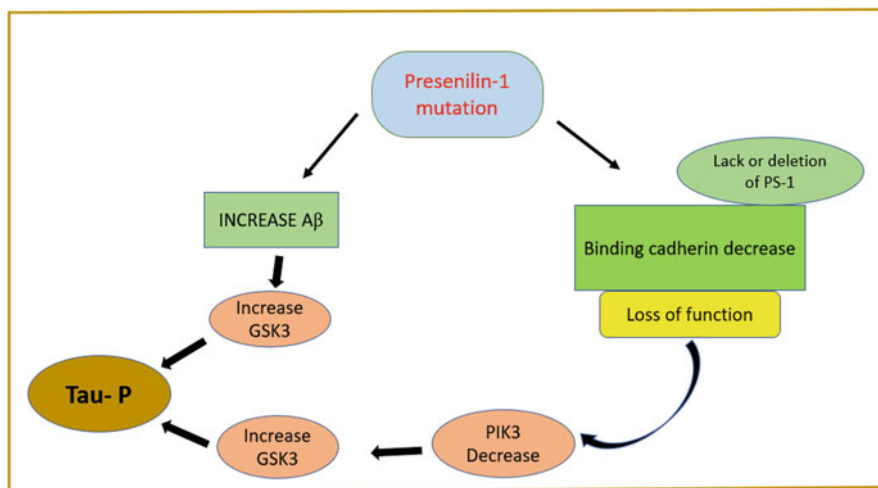 Presenilin-1
mutation
Lack or deletion
of PS-1
INCREASE Aβ
Binding cadherin decrease
Increase
GSK3
Loss of function
Tau- P
Increase
GSK3
PIK3
Decrease